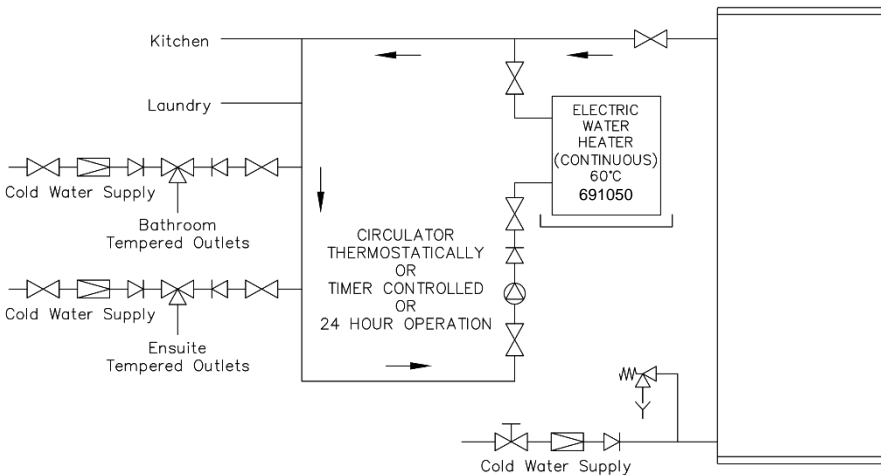 Kitchen
Laundry
Cold Water Supply
Bathroom
Tempered Outlets
Cold Water Supply
Ensuite
Tempered Outlets
CIRCULATOR
THERMOSTATICALLY
OR
TIMER CONTROLLED
OR
24 HOUR OPERATION
ELECTRIC
WATER
HEATER
(CONTINUOUS)
60°C
691050
Cold Water Supply